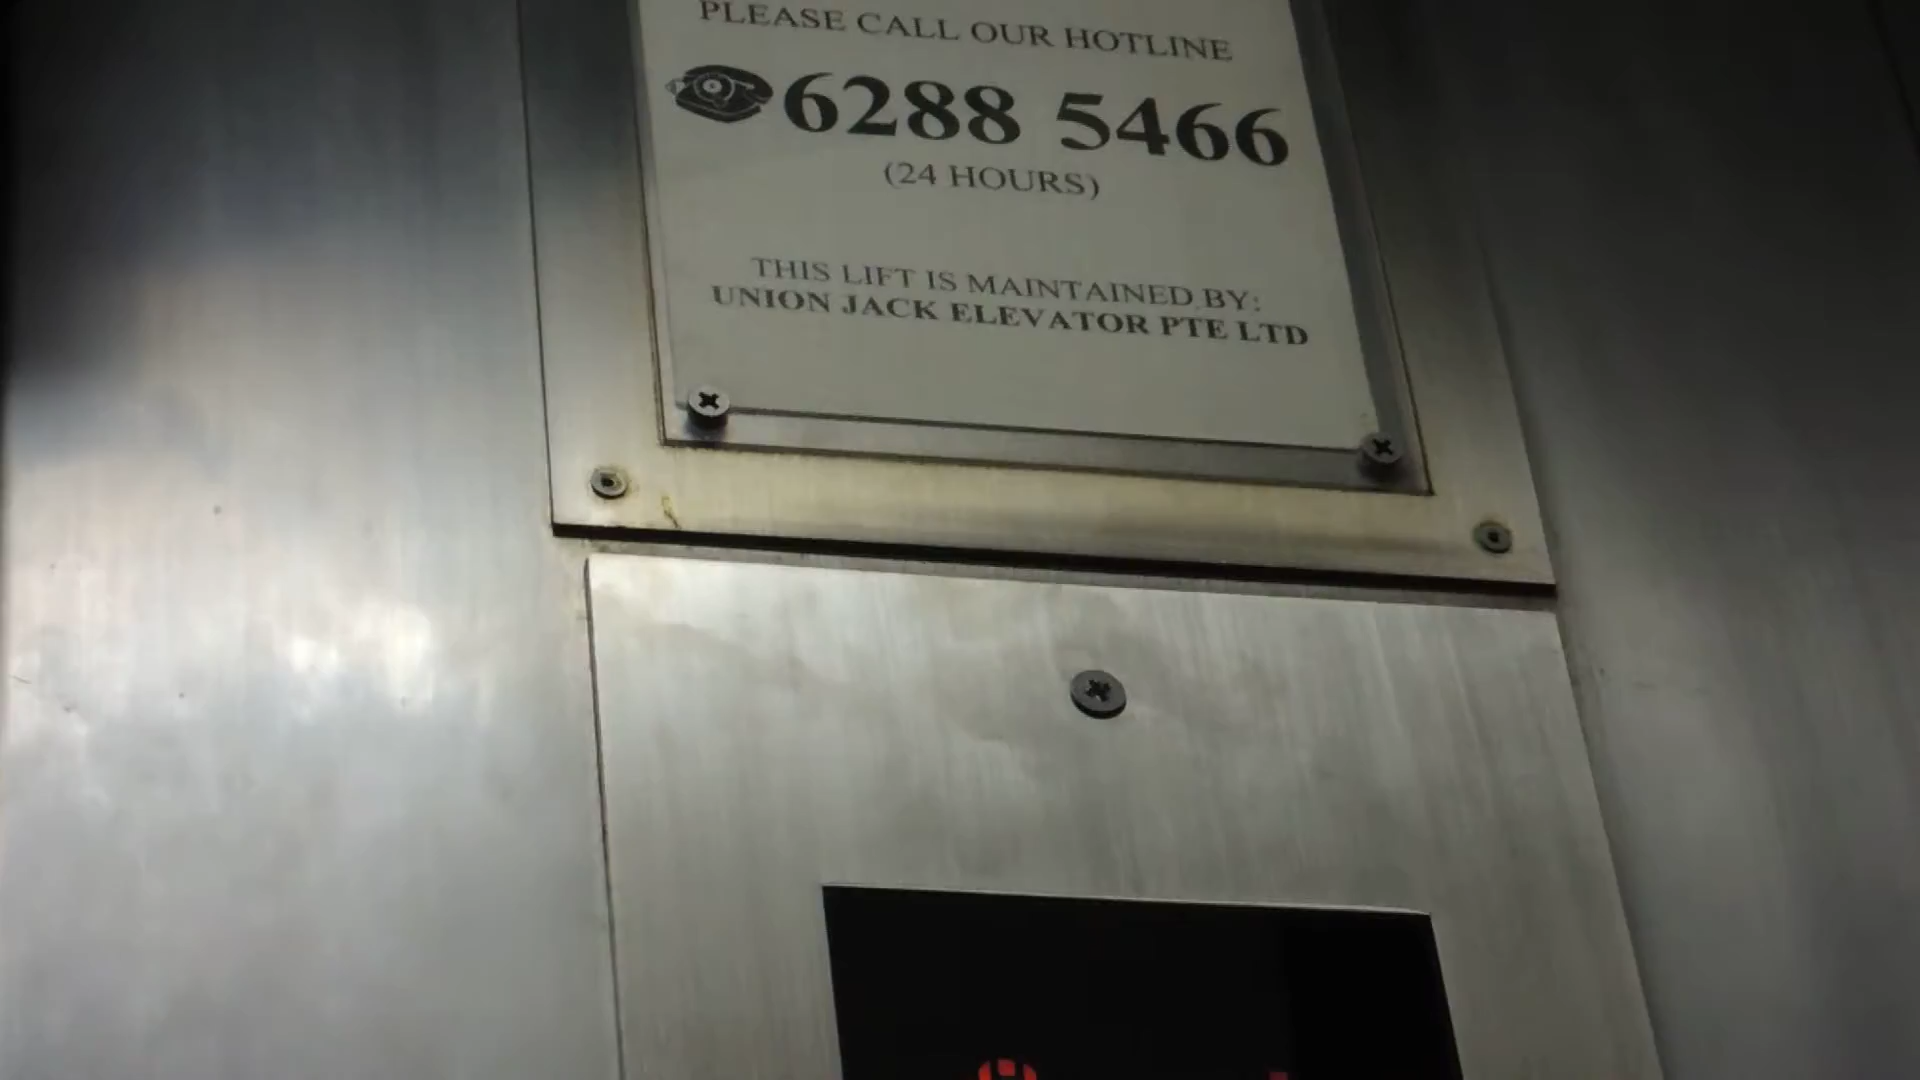 PLEASE CALL OUR HOTLINE
6288 5466
(24 HOURS)
THIS LIFT IS MAINTAINED BY:
UNION JACK ELEVATOR PTE LTD